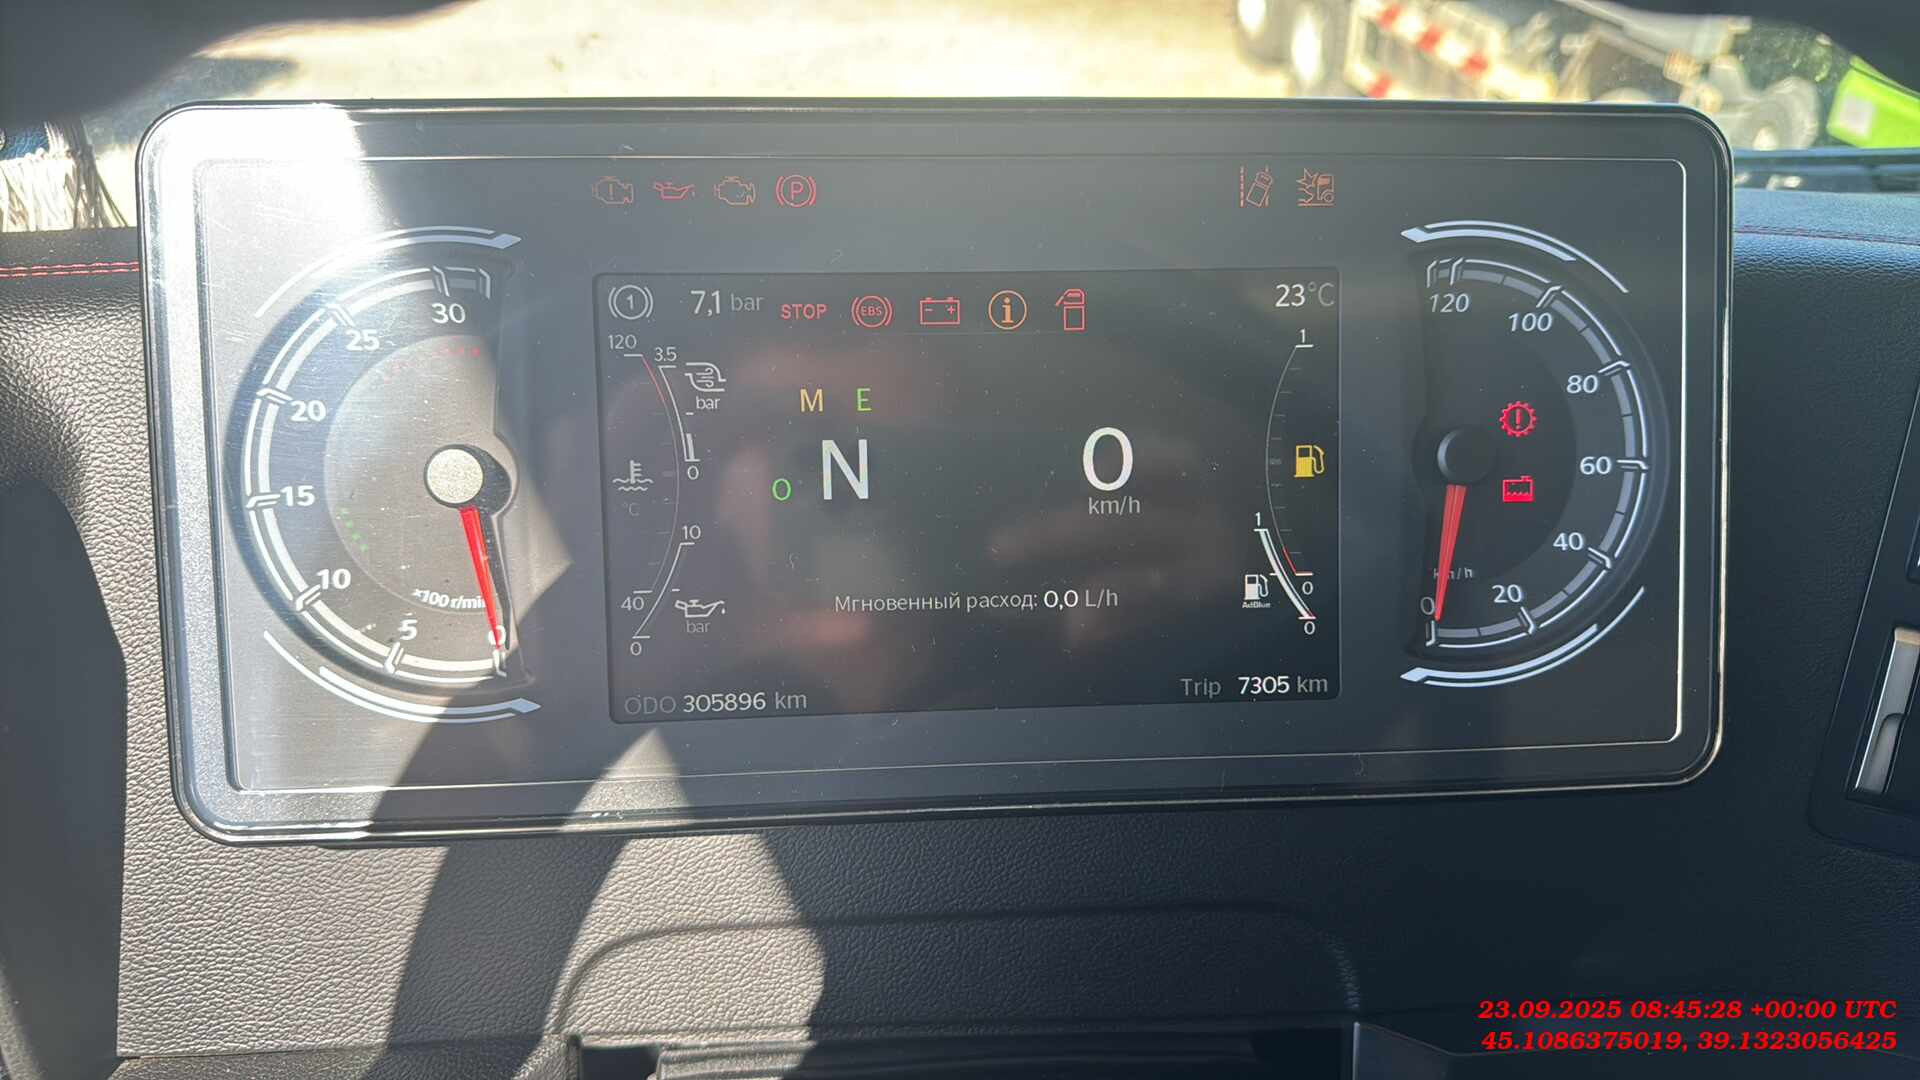 P
1 7,1 bar STOP EBS i 23°C
120 3.5 bar 0
°C
40 10 bar 0
M E
O N 0 km/h
Мгновенный расход: 0,0 L/h
1 0
1 AdBlue 0
ODO 305896 km
Trip 7305 km
30
25
20
15
10
5
0
x100 r/min
120
100
80
60
40
20
0
km/h
23.09.2025 08:45:28 +00:00 UTC
45.1086375019, 39.1323056425